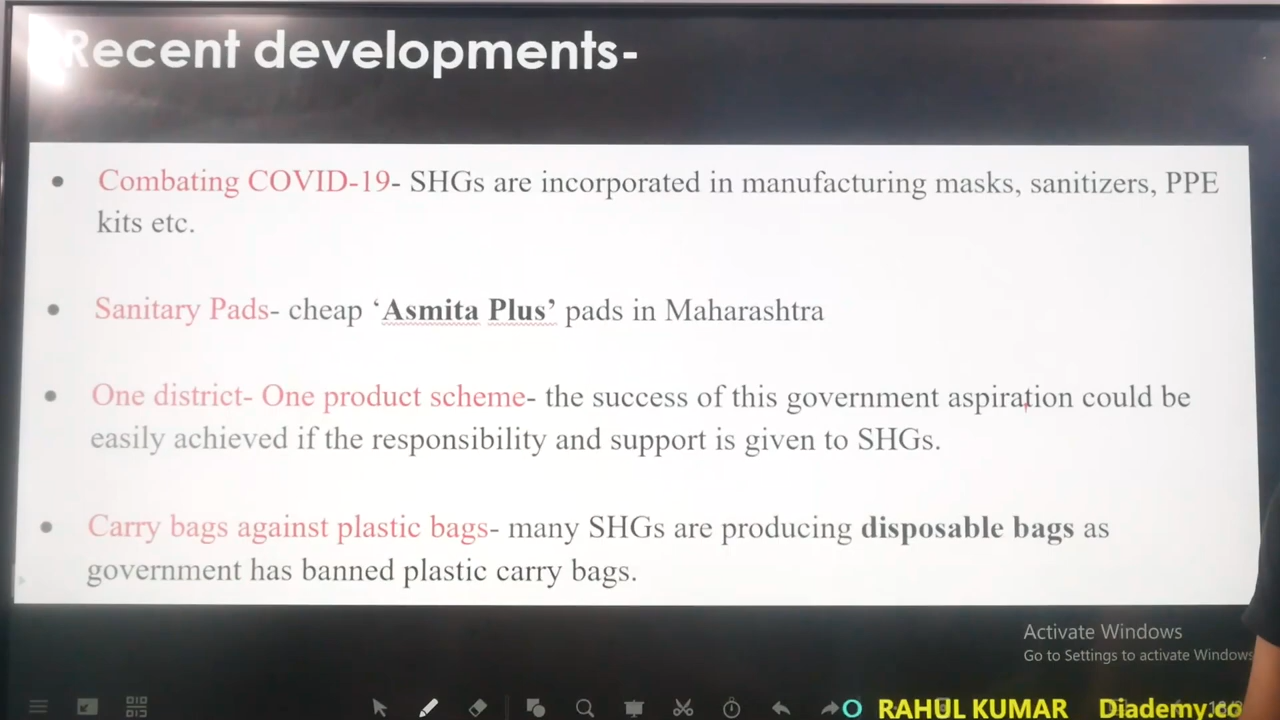 Recent developments-
• Combating COVID-19- SHGs are incorporated in manufacturing masks, sanitizers, PPE
kits etc.
• Sanitary Pads- cheap ‘Asmita Plus’ pads in Maharashtra
• One district- One product scheme- the success of this government aspiration could be
easily achieved if the responsibility and support is given to SHGs.
• Carry bags against plastic bags- many SHGs are producing disposable bags as
government has banned plastic carry bags.
Activate Windows
Go to Settings to activate Windows
RAHUL KUMAR Diademy.co